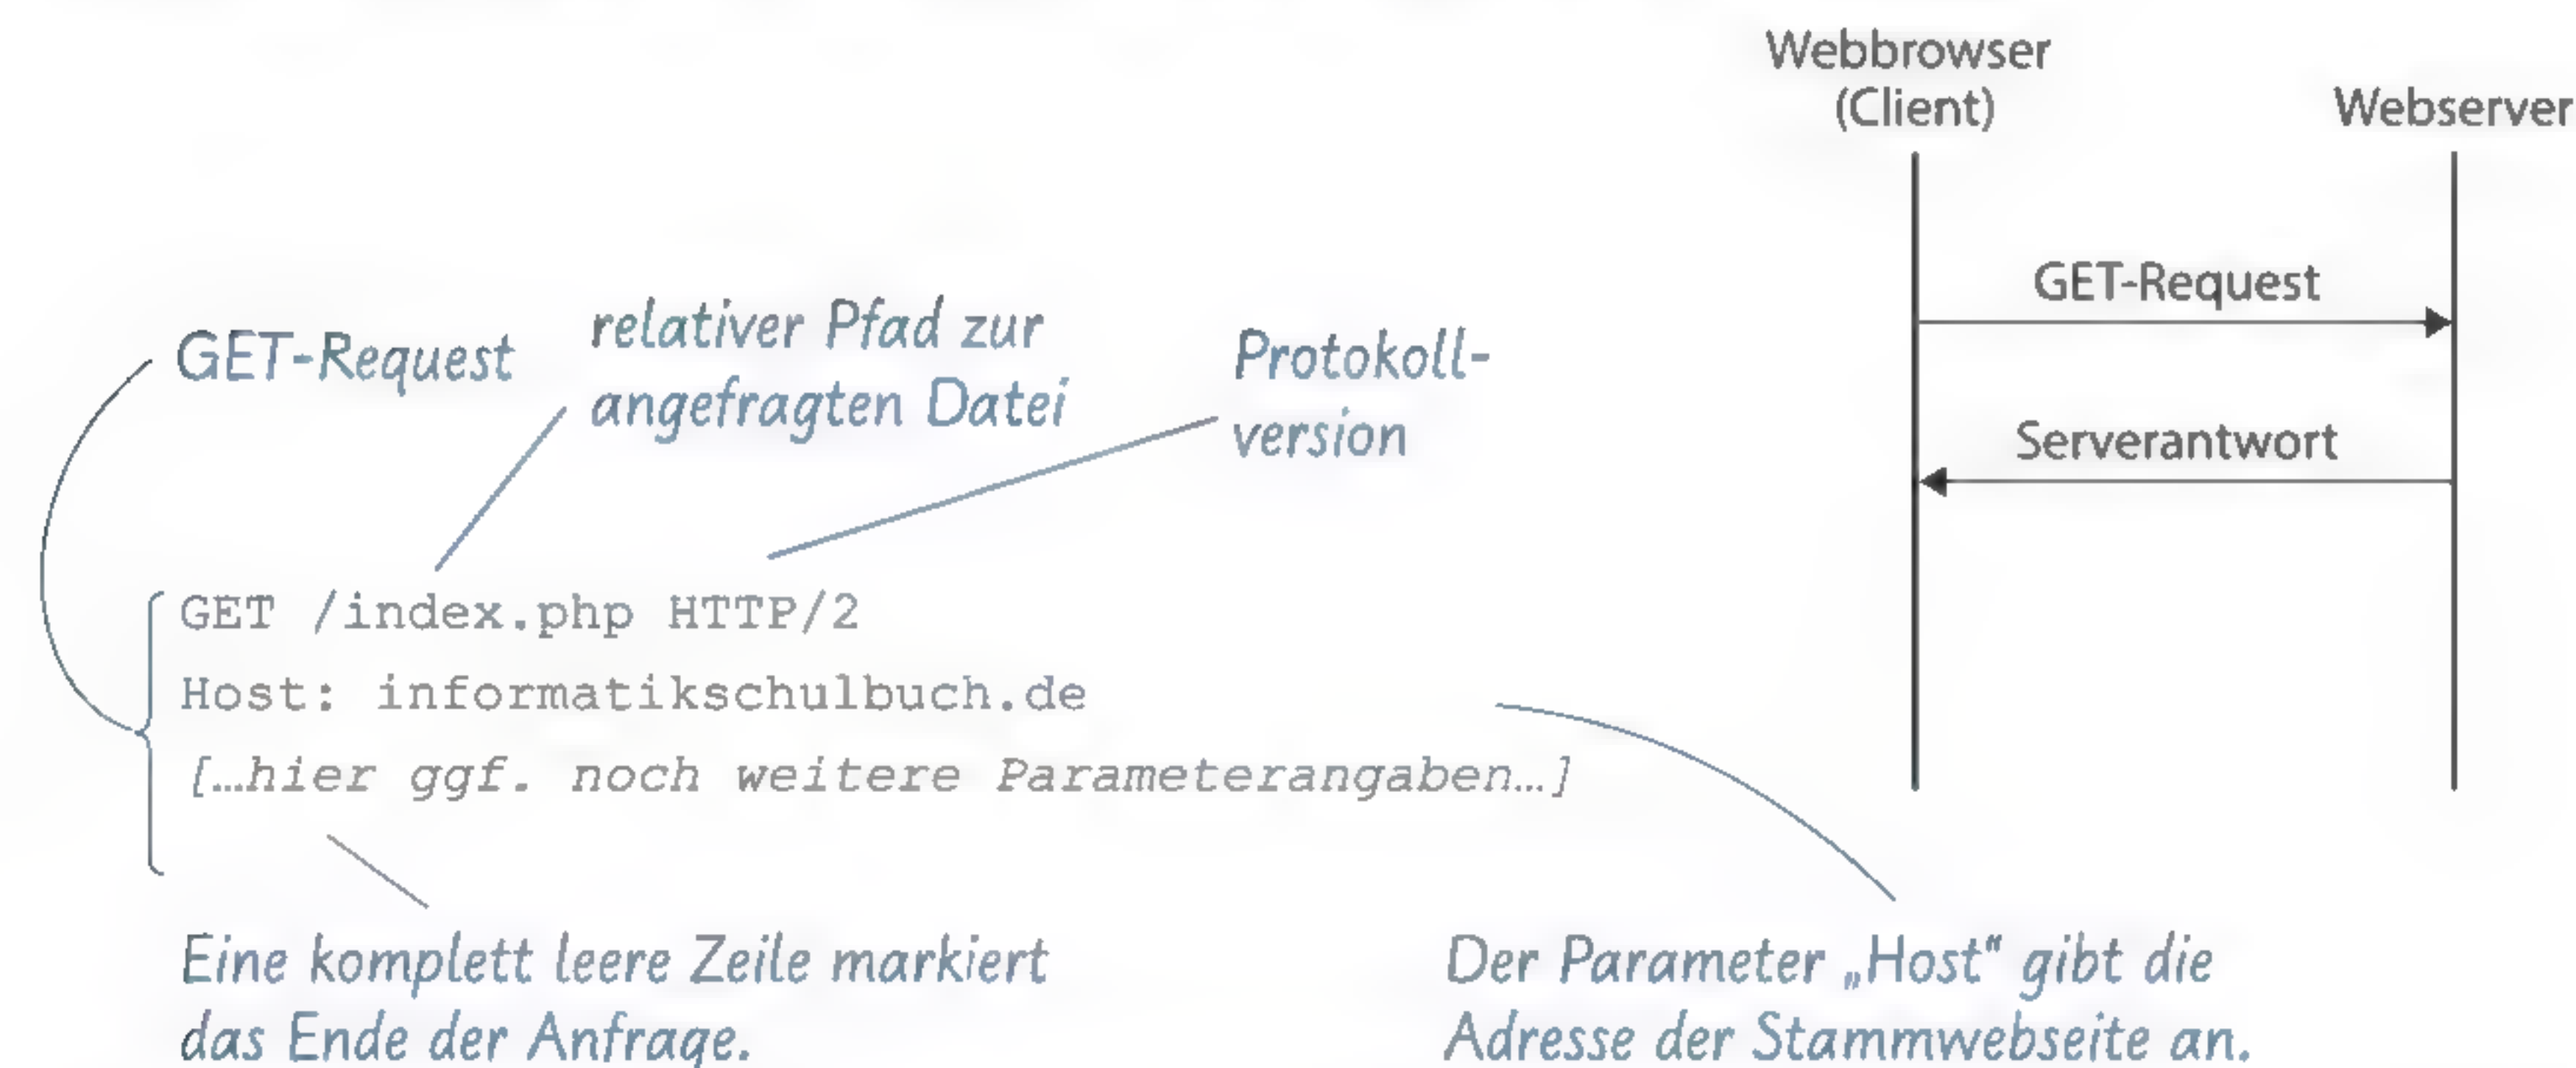 Webbrowser
(Client)
Webserver
GET-Request
Serverantwort
GET-Request
relativer Pfad zur
angefragten Datei
Protokoll-
version
GET /index.php HTTP/2
Host: informatikschulbuch.de
[…hier ggf. noch weitere Parameterangaben…]
Eine komplett leere Zeile markiert
das Ende der Anfrage.
Der Parameter „Host“ gibt die
Adresse der Stammwebseite an.